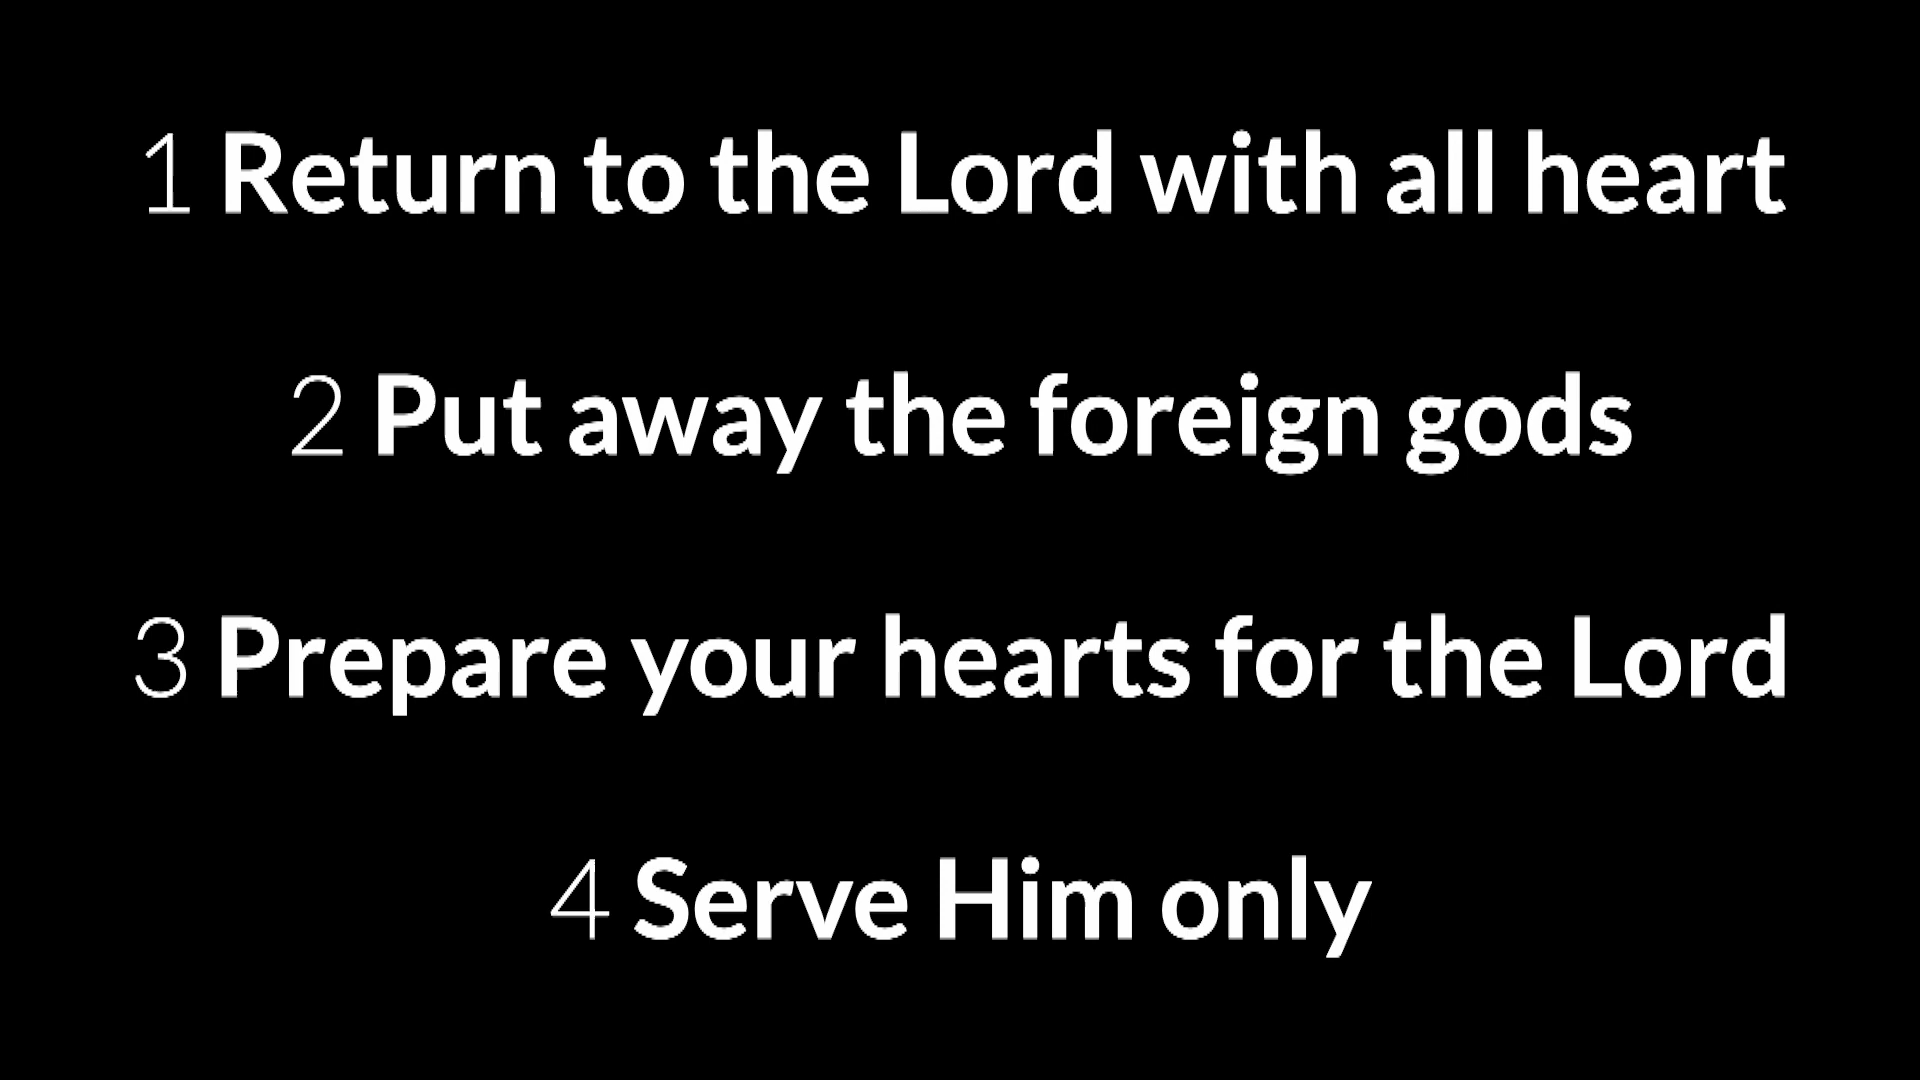 1 Return to the Lord with all heart
2 Put away the foreign gods
3 Prepare your hearts for the Lord
4 Serve Him only